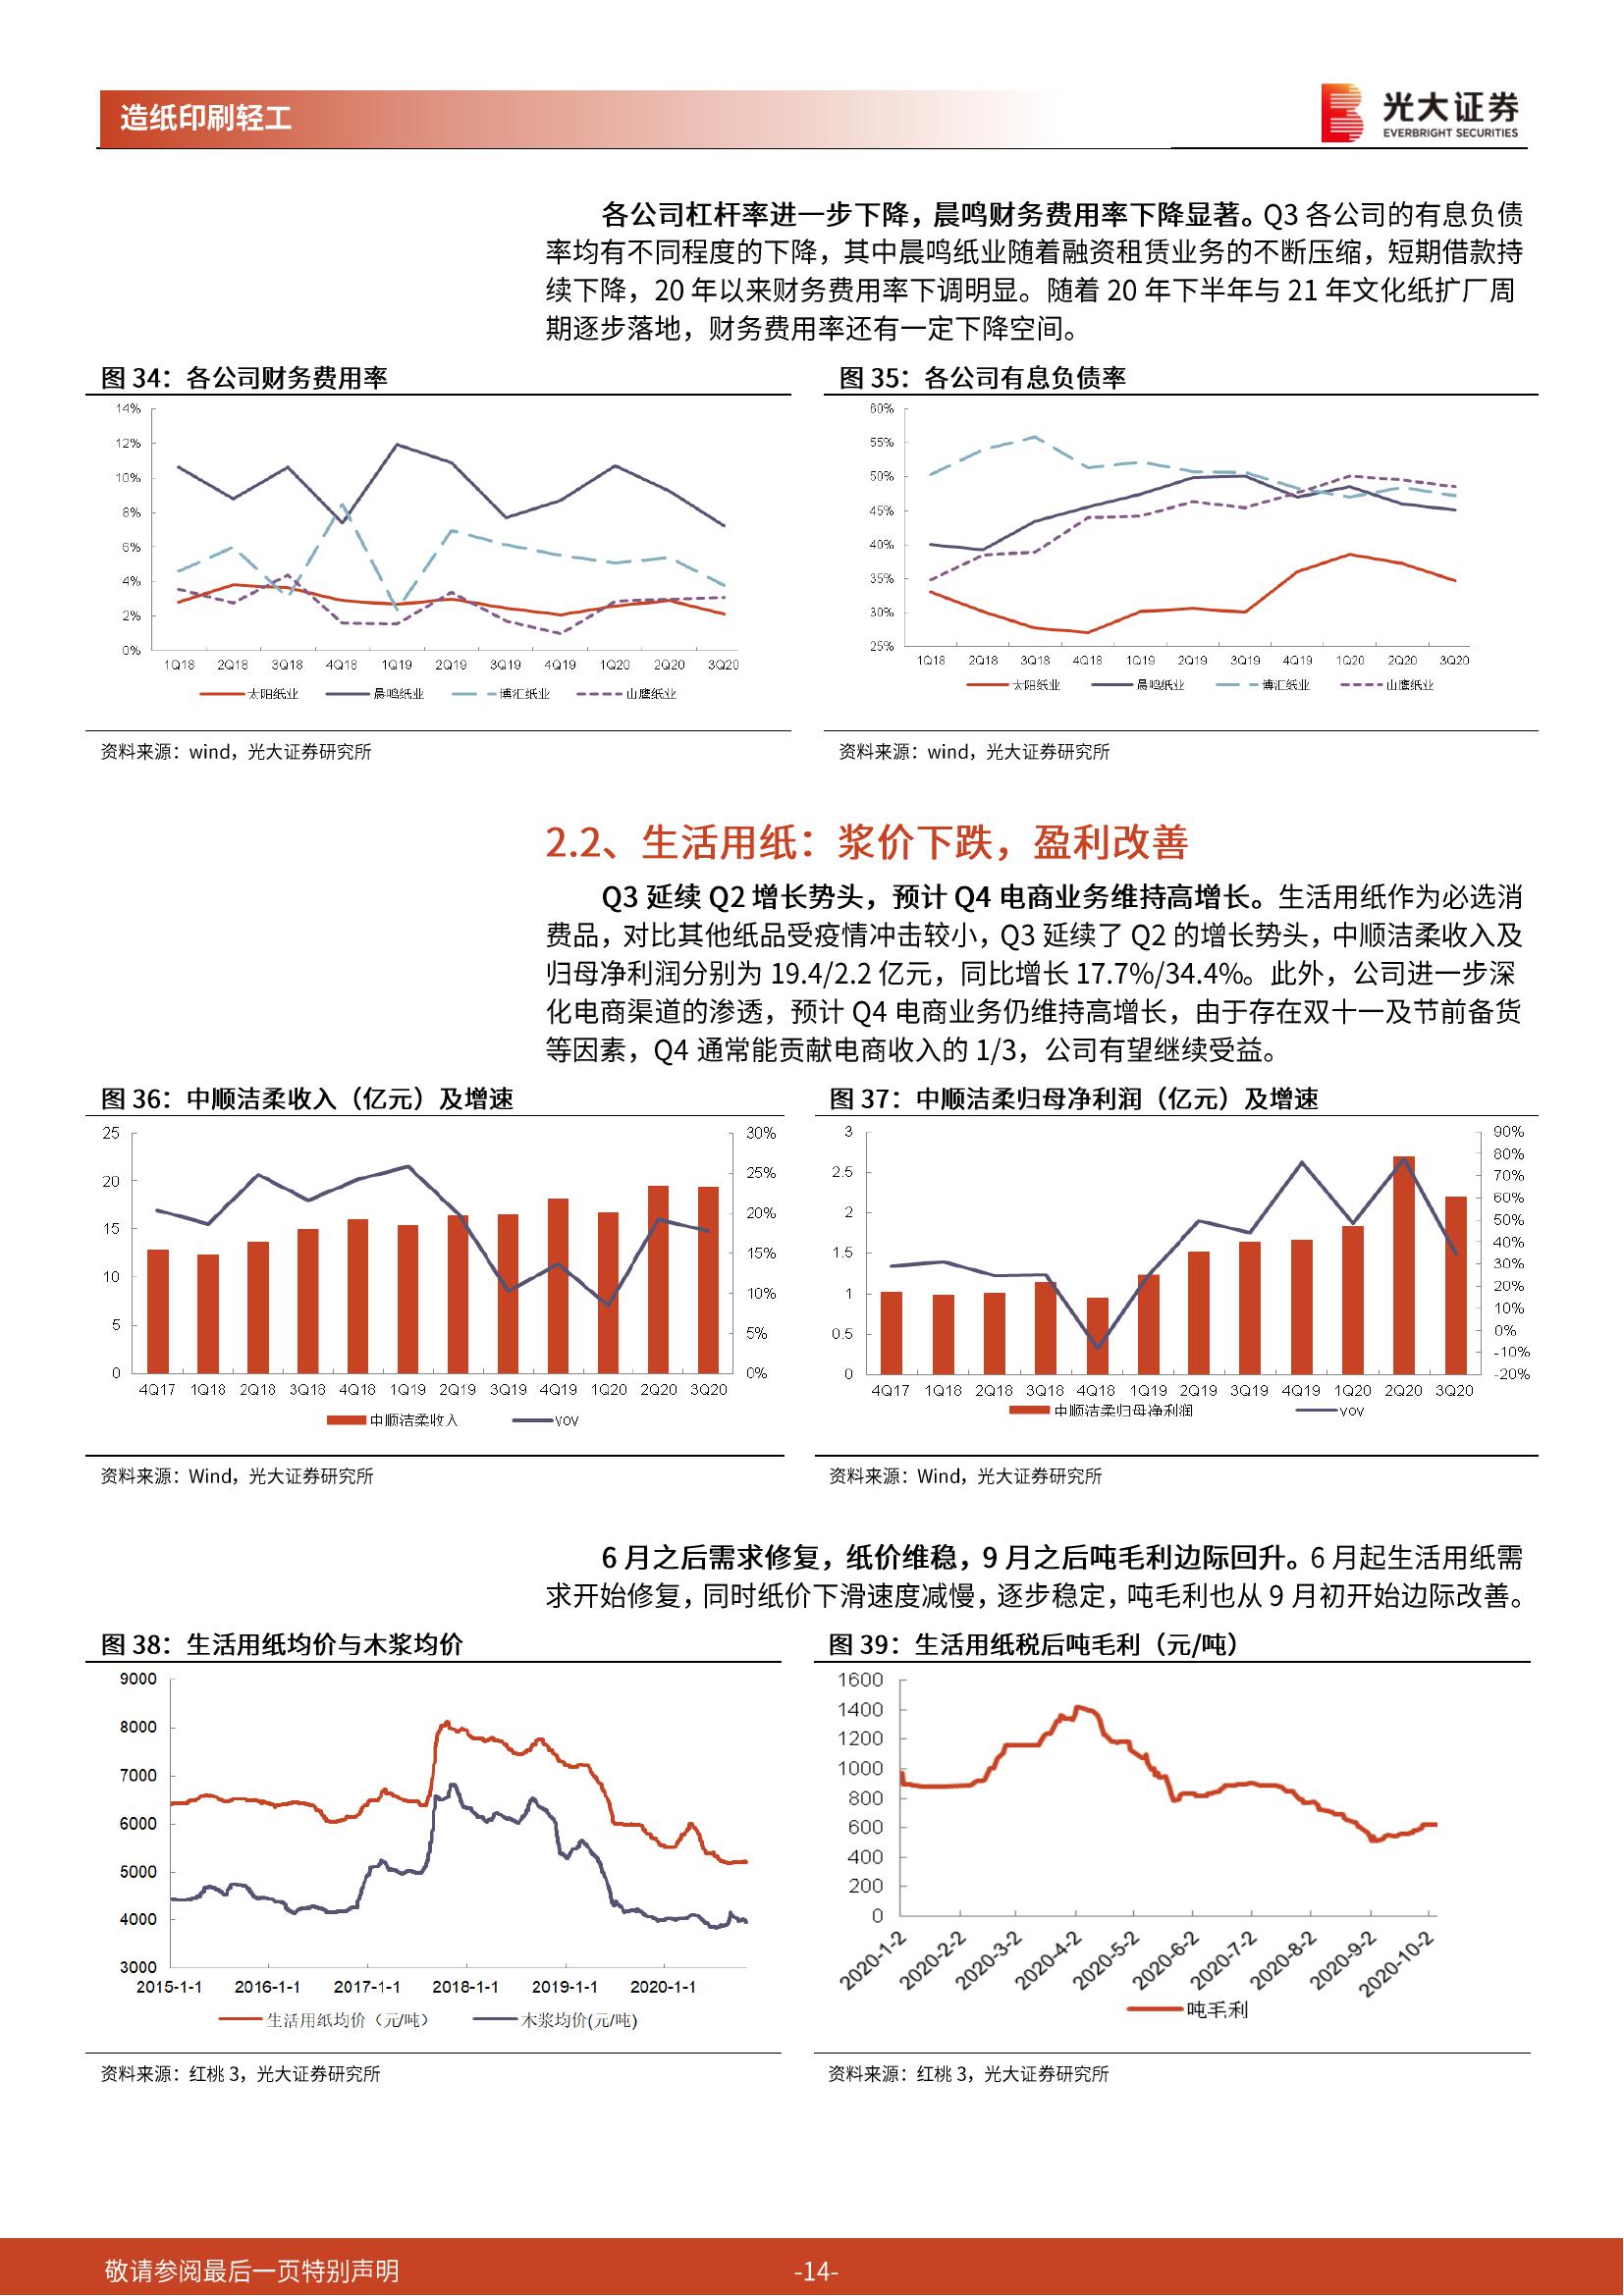 造纸印刷轻工
光大证券
EVERBRIGHT SECURITIES
各公司杠杆率进一步下降，晨鸣财务费用率下降显著。Q3 各公司的有息负债
率均有不同程度的下降，其中晨鸣纸业随着融资租赁业务的不断压缩，短期借款持
续下降，20 年以来财务费用率下调明显。随着 20 年下半年与 21 年文化纸扩厂周
期逐步落地，财务费用率还有一定下降空间。
图 34：各公司财务费用率
14%
12%
10%
8%
6%
4%
2%
0%
1Q18 2Q18 3Q18 4Q18 1Q19 2Q19 3Q19 4Q19 1Q20 2Q20 3Q20
太阳纸业 晨鸣纸业 博汇纸业 山鹰纸业
资料来源：wind，光大证券研究所
图 35：各公司有息负债率
60%
55%
50%
45%
40%
35%
30%
25%
1Q18 2Q18 3Q18 4Q18 1Q19 2Q19 3Q19 4Q19 1Q20 2Q20 3Q20
太阳纸业 晨鸣纸业 博汇纸业 山鹰纸业
资料来源：wind，光大证券研究所
2.2、生活用纸：浆价下跌，盈利改善
Q3 延续 Q2 增长势头，预计 Q4 电商业务维持高增长。生活用纸作为必选消
费品，对比其他纸品受疫情冲击较小，Q3 延续了 Q2 的增长势头，中顺洁柔收入及
归母净利润分别为 19.4/2.2 亿元，同比增长 17.7%/34.4%。此外，公司进一步深
化电商渠道的渗透，预计 Q4 电商业务仍维持高增长，由于存在双十一及节前备货
等因素，Q4 通常能贡献电商收入的 1/3，公司有望继续受益。
图 36：中顺洁柔收入（亿元）及增速
25
20
15
10
5
0
30%
25%
20%
15%
10%
5%
0%
4Q17 1Q18 2Q18 3Q18 4Q18 1Q19 2Q19 3Q19 4Q19 1Q20 2Q20 3Q20
中顺洁柔收入 yoy
资料来源：Wind，光大证券研究所
图 37：中顺洁柔归母净利润（亿元）及增速
3
2.5
2
1.5
1
0.5
0
90%
80%
70%
60%
50%
40%
30%
20%
10%
0%
-10%
-20%
4Q17 1Q18 2Q18 3Q18 4Q18 1Q19 2Q19 3Q19 4Q19 1Q20 2Q20 3Q20
中顺洁柔归母净利润 yoy
资料来源：Wind，光大证券研究所
6 月之后需求修复，纸价维稳，9 月之后吨毛利边际回升。6 月起生活用纸需
求开始修复，同时纸价下滑速度减慢，逐步稳定，吨毛利也从 9 月初开始边际改善。
图 38：生活用纸均价与木浆均价
9000
8000
7000
6000
5000
4000
3000
2015-1-1 2016-1-1 2017-1-1 2018-1-1 2019-1-1 2020-1-1
生活用纸均价（元/吨） 木浆均价(元/吨)
资料来源：红桃 3，光大证券研究所
图 39：生活用纸税后吨毛利（元/吨）
1600
1400
1200
1000
800
600
400
200
0
2020-1-2 2020-2-2 2020-3-2 2020-4-2 2020-5-2 2020-6-2 2020-7-2 2020-8-2 2020-9-2 2020-10-2
吨毛利
资料来源：红桃 3，光大证券研究所
敬请参阅最后一页特别声明
-14-